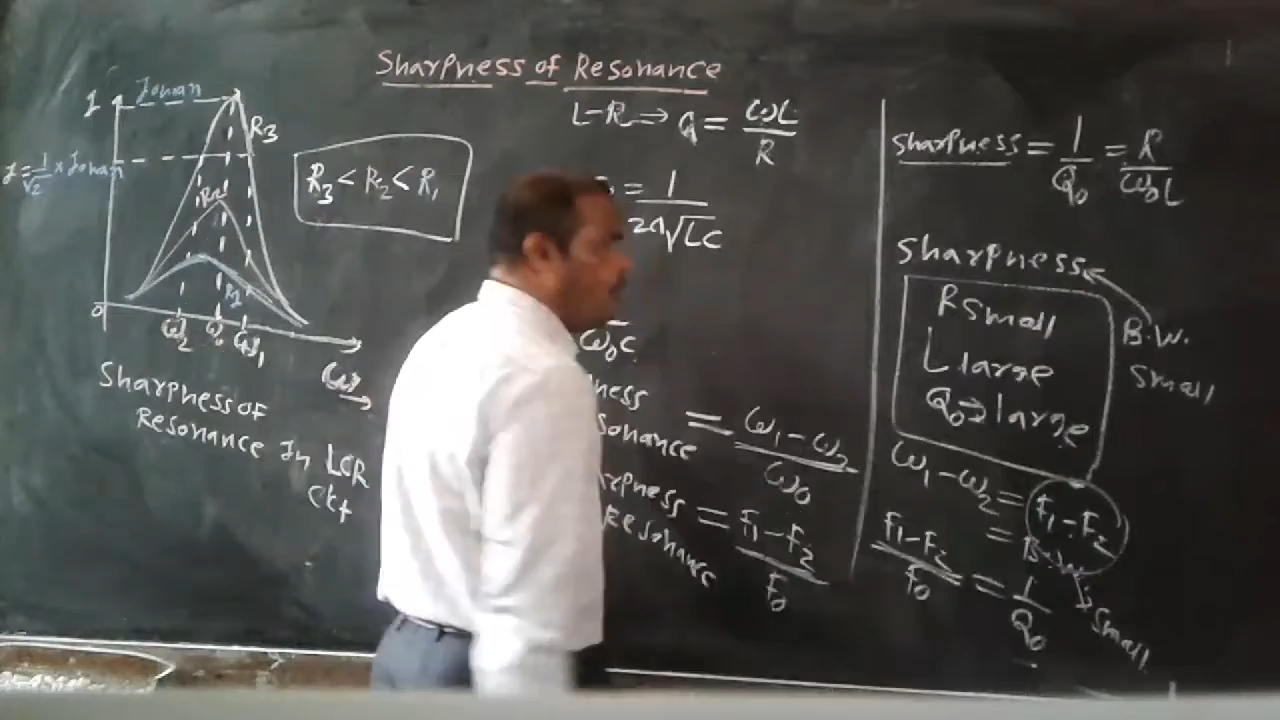 Sharpness of Resonance
I
Iomax
I = 1/√2 × Iomax
R3
R2
R1
0
ω2 ω0 ω1
ω
Sharpness of
Resonance In LCR
Ckt
R3 < R2 < R1
L-R ⇒ Q = ωL/R
= 1/2π√LC
ω0C
ness
sonance = ω1-ω2/ω0
rpness
Resonance = F1-F2/F0
Sharpness = 1/Q0 = R/ω0L
Sharpness
R small
L large
Q0 → large
B.W.
small
ω1-ω2 = F1-F2
= B.W
small
F1-F2/F0 = 1/Q0